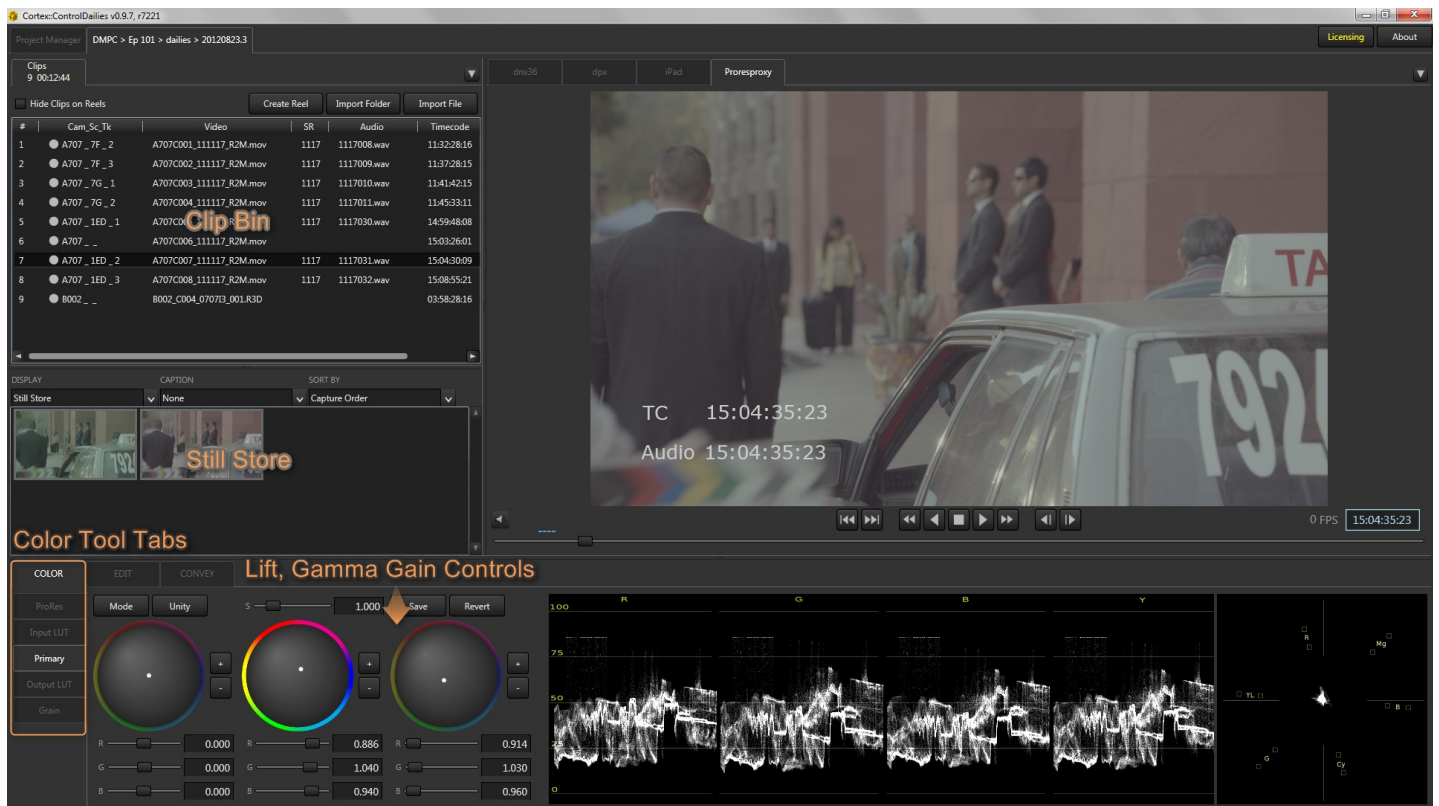 Cortex::ControlDailies v0.9.7, r7221
Project Manager DMPC > Ep 101 > dailies > 20120823.3 Licensing About
Clips
9 00:12:44
dnx36 dpx iPad Proresproxy
Hide Clips on Reels Create Reel Import Folder Import File
# Cam_Sc_Tk Video SR Audio Timecode
1 A707 _ 7F _ 2 A707C001_111117_R2M.mov 1117 1117008.wav 11:32:28:16
2 A707 _ 7F _ 3 A707C002_111117_R2M.mov 1117 1117009.wav 11:37:28:15
3 A707 _ 7G _ 1 A707C003_111117_R2M.mov 1117 1117010.wav 11:41:42:15
4 A707 _ 7G _ 2 A707C004_111117_R2M.mov 1117 1117011.wav 11:45:33:11
5 A707 _ 1ED _ 1 1117 1117030.wav 14:59:48:08
Clip Bin
6 A707 _ _ A707C006_111117_R2M.mov 15:03:26:01
7 A707 _ 1ED _ 2 A707C007_111117_R2M.mov 1117 1117031.wav 15:04:30:09
8 A707 _ 1ED _ 3 A707C008_111117_R2M.mov 1117 1117032.wav 15:08:55:21
9 B002 _ _ B002_C004_0707I3_001.R3D 03:58:28:16
TA
792
TC 15:04:35:23
Audio 15:04:35:23
DISPLAY CAPTION SORT BY
Still Store None Capture Order
Still Store
0 FPS 15:04:35:23
Color Tool Tabs
Lift, Gamma Gain Controls
COLOR EDIT CONVEY
ProRes
Input LUT
Primary
Output LUT
Grain
Mode Unity S 1.000 Save Revert
+ + +
- - -
R 0.000 R 0.886 R 0.914
G 0.000 G 1.040 G 1.030
B 0.000 B 0.940 B 0.960
R G B Y
100
75
50
25
0
R Mg
YL B
G Cy